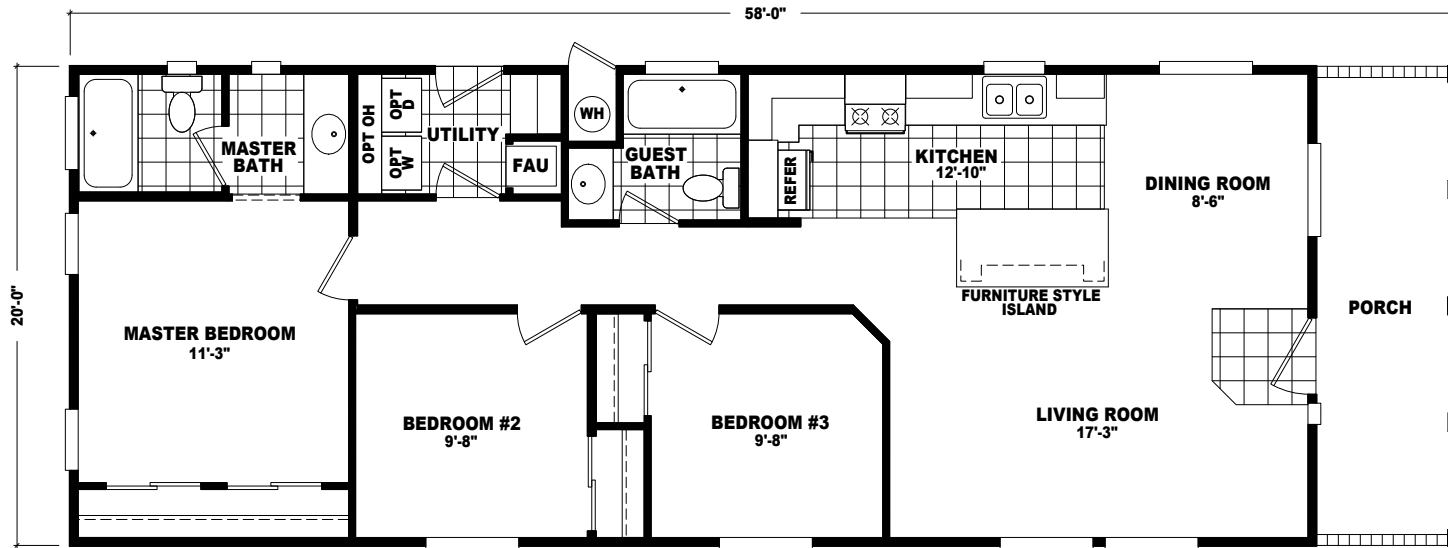 58'-0"
20'-0"
MASTER
BATH
OPT OH
OPT
D
OPT
W
UTILITY
FAU
WH
GUEST
BATH
REFER
KITCHEN
12'-10"
DINING ROOM
8'-6"
FURNITURE STYLE
ISLAND
PORCH
MASTER BEDROOM
11'-3"
BEDROOM #2
9'-8"
BEDROOM #3
9'-8"
LIVING ROOM
17'-3"